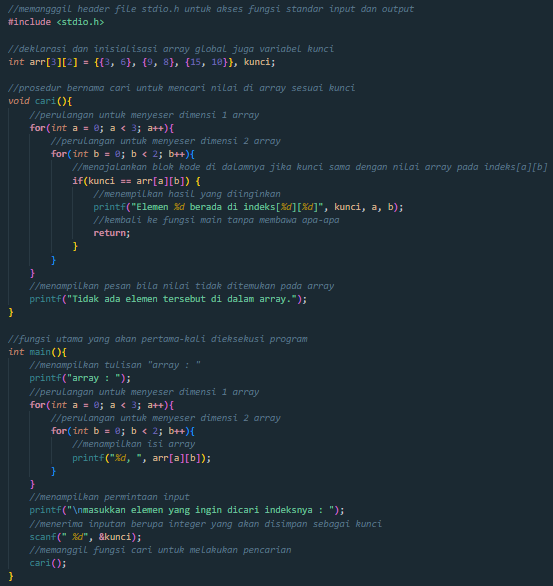 //memangggil header file stdio.h untuk akses fungsi standar input dan output
#include <stdio.h>

//deklarasi dan inisialisasi array global juga variabel kunci
int arr[3][2] = {{3, 6}, {9, 8}, {15, 10}}, kunci;

//prosedur bernama cari untuk mencari nilai di array sesuai kunci
void cari(){
    //perulangan untuk menyeser dimensi 1 array
    for(int a = 0; a < 3; a++){
        //perulangan untuk menyeser dimensi 2 array
        for(int b = 0; b < 2; b++){
            //menajalankan blok kode di dalamnya jika kunci sama dengan nilai array pada indeks[a][b]
            if(kunci == arr[a][b]) {
                //menempilkan hasil yang diinginkan
                printf("Elemen %d berada di indeks[%d][%d]", kunci, a, b);
                //kembali ke fungsi main tanpa membawa apa-apa
                return;
            }
        }
    }
    //menampilkan pesan bila nilai tidak ditemukan pada array
    printf("Tidak ada elemen tersebut di dalam array.");
}

//fungsi utama yang akan pertama-kali dieksekusi program
int main(){
    //menampilkan tulisan "array : "
    printf("array : ");
    //perulangan untuk menyeser dimensi 1 array
    for(int a = 0; a < 3; a++){
        //perulangan untuk menyeser dimensi 2 array
        for(int b = 0; b < 2; b++){
            //menampilkan isi array
            printf("%d, ", arr[a][b]);
        }
    }
    //menampilkan permintaan input
    printf("\nmasukkan elemen yang ingin dicari indeksnya : ");
    //menerima inputan berupa integer yang akan disimpan sebagai kunci
    scanf(" %d", &kunci);
    //memanggil fungsi cari untuk melakukan pencarian
    cari();
}